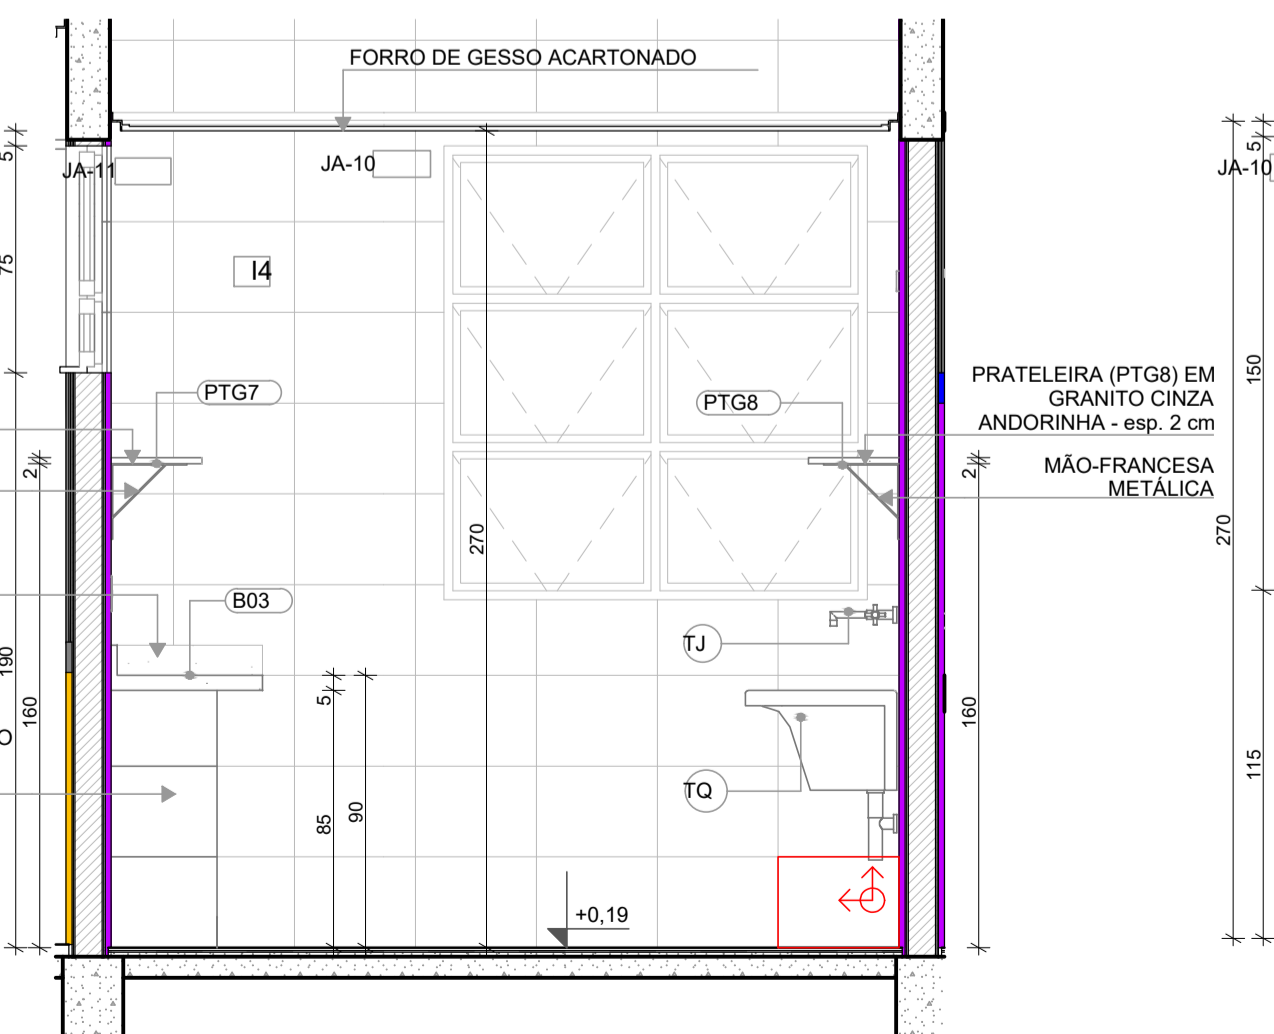 FORRO DE GESSO ACARTONADO
JA-11
JA-10
JA-10
5
5
I4
75
150
PTG7
PTG8
PRATELEIRA (PTG8) EM
GRANITO CINZA
ANDORINHA - esp. 2 cm
MÃO-FRANCESA
METÁLICA
2
2
270
270
B03
TJ
190
160
5
160
O
TQ
85
90
115
+0,19